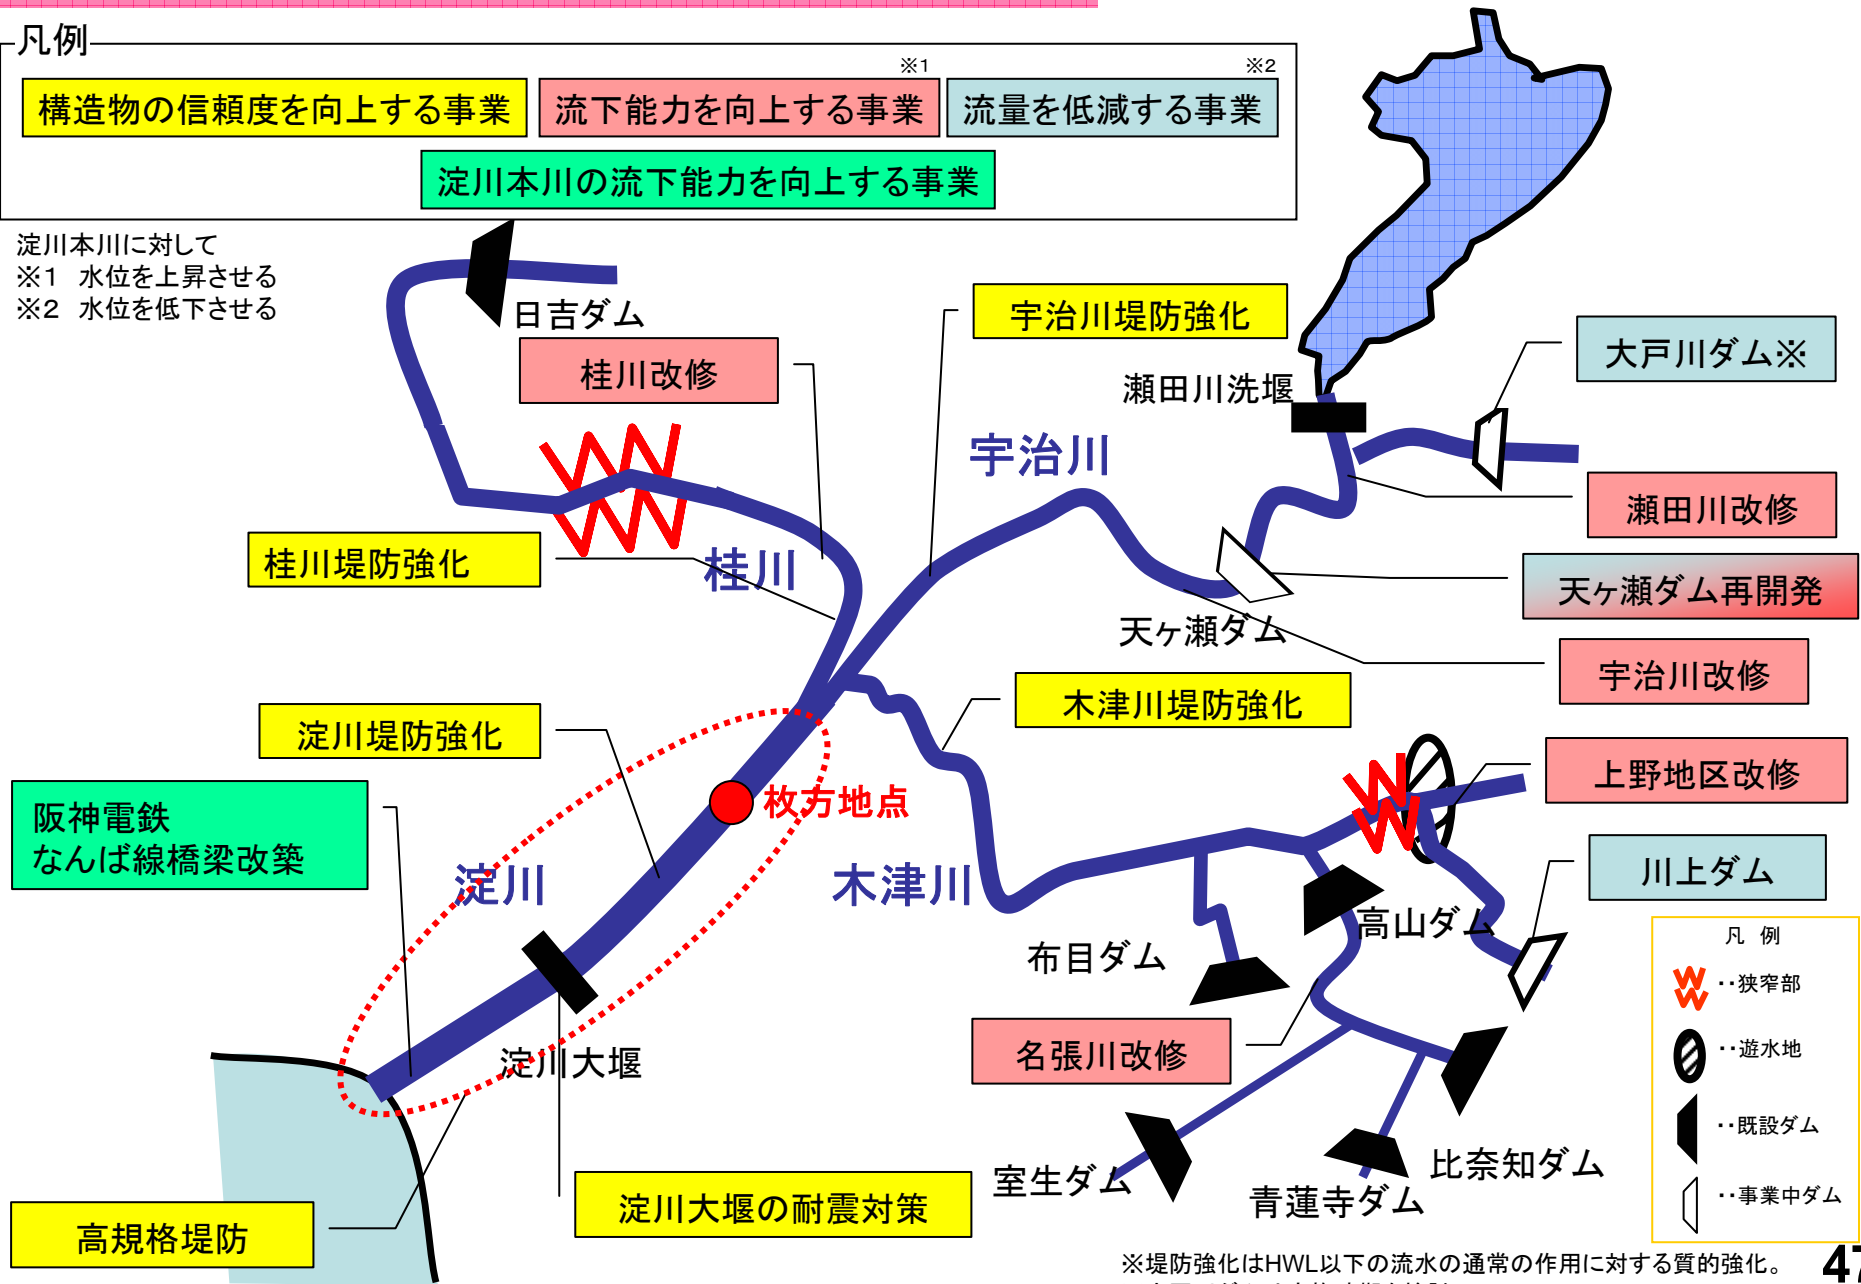 凡例
※1
※2
構造物の信頼度を向上する事業
流下能力を向上する事業
流量を低減する事業
淀川本川の流下能力を向上する事業
淀川本川に対して
※1 水位を上昇させる
※2 水位を低下させる
日吉ダム
宇治川堤防強化
大戸川ダム※
桂川改修
瀬田川洗堰
宇治川
瀬田川改修
桂川堤防強化
桂川
天ヶ瀬ダム再開発
天ヶ瀬ダム
宇治川改修
木津川堤防強化
淀川堤防強化
上野地区改修
阪神電鉄
なんば線橋梁改築
枚方地点
淀川
木津川
川上ダム
高山ダム
布目ダム
凡 例
‥狭窄部
‥遊水地
‥既設ダム
‥事業中ダム
名張川改修
淀川大堰
室生ダム
青蓮寺ダム
比奈知ダム
淀川大堰の耐震対策
高規格堤防
※堤防強化はHWL以下の流水の通常の作用に対する質的強化。
47